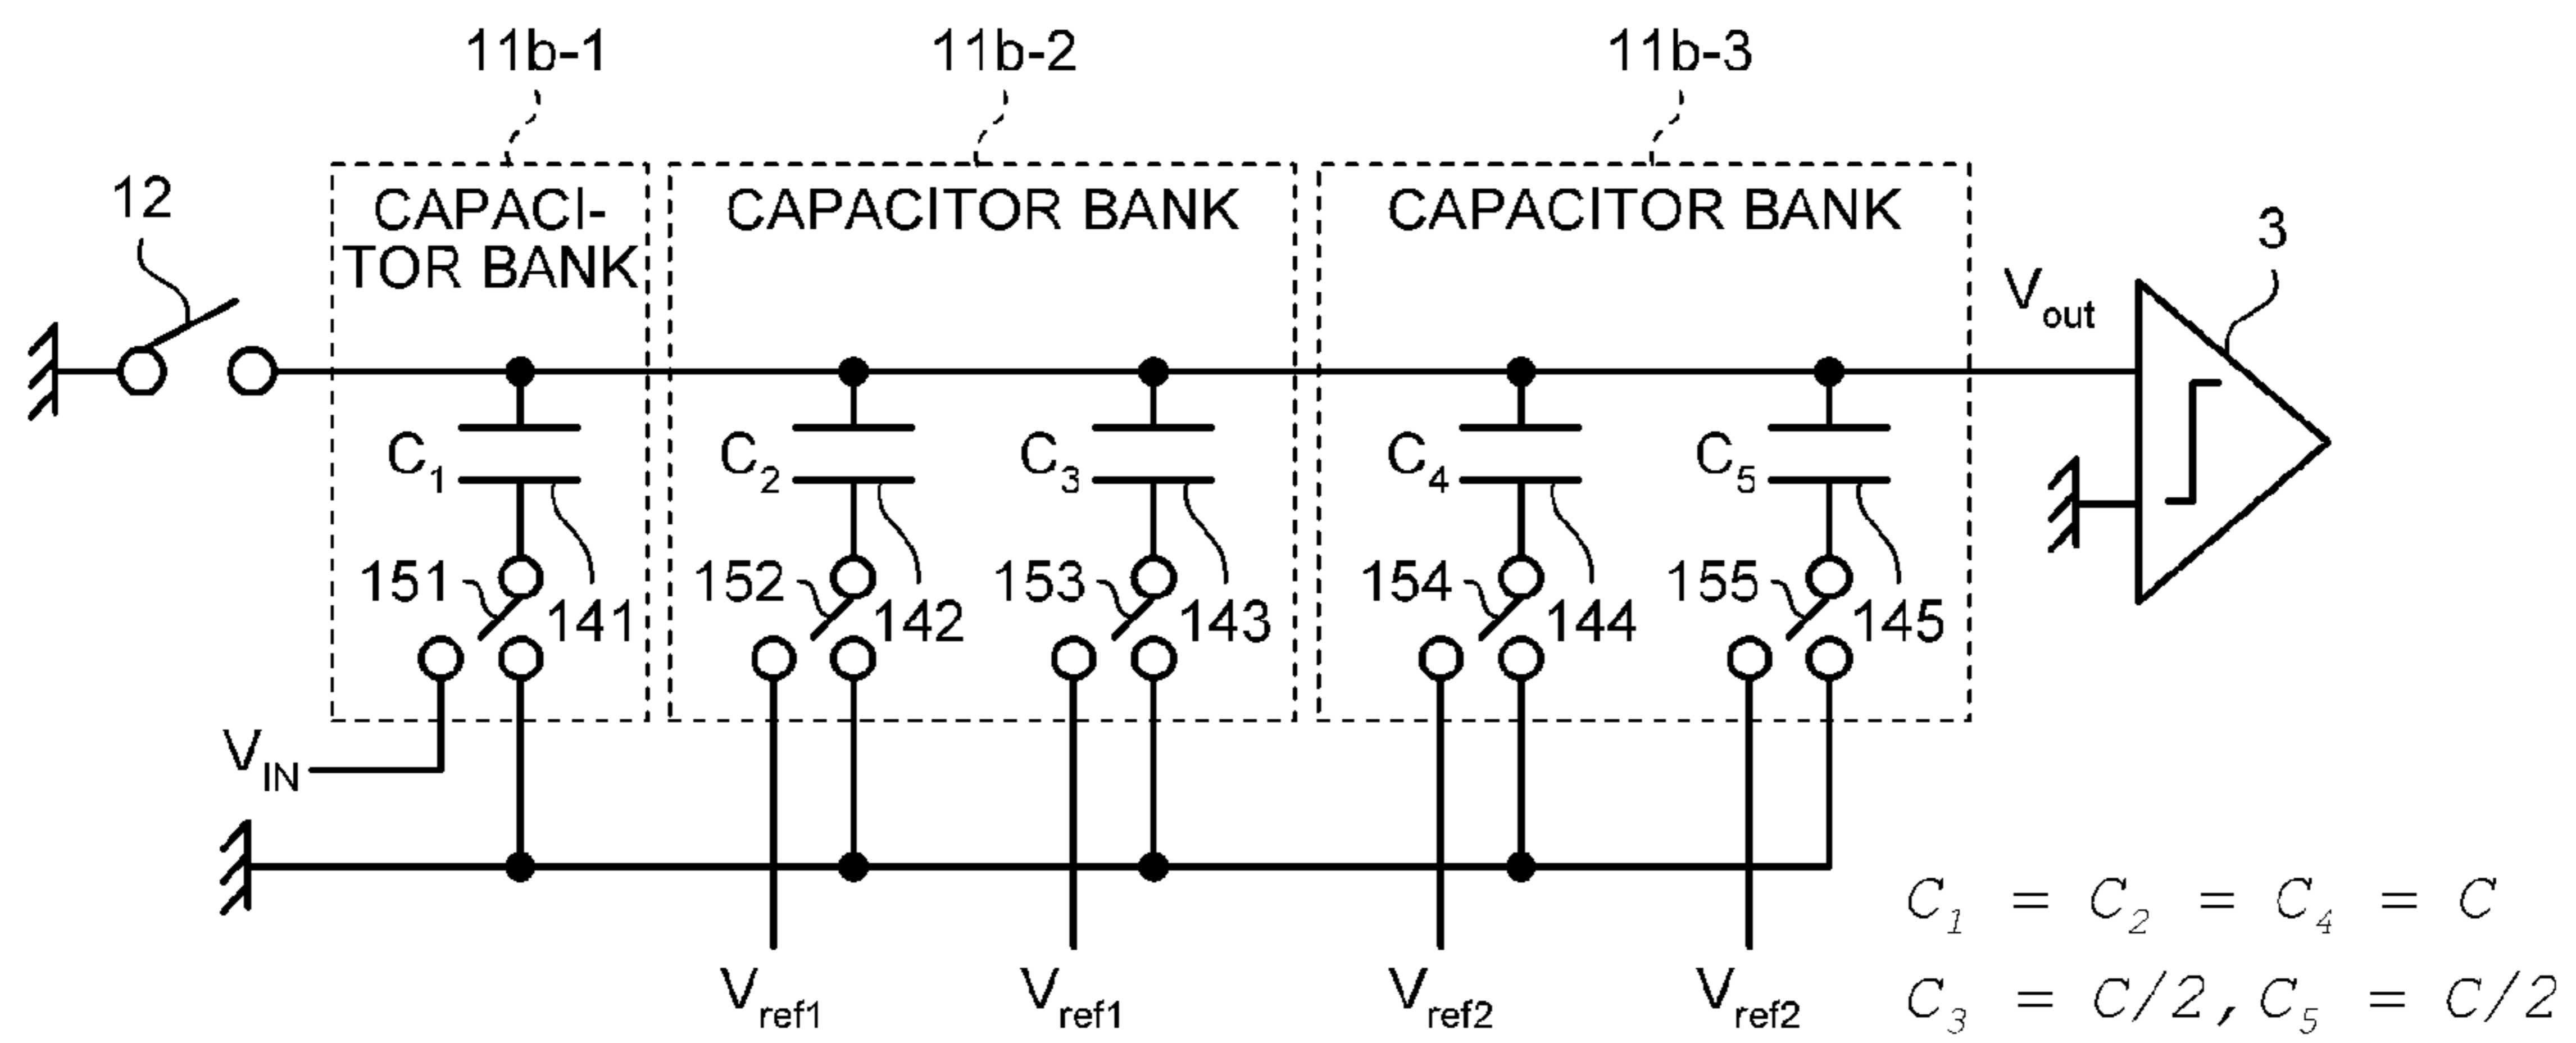 11b-1 11b-2 11b-3
12 CAPACI-
TOR BANK CAPACITOR BANK CAPACITOR BANK 3
Vout
C1 C2 C3 C4 C5
151 141 152 142 153 143 154 144 155 145
VIN
C1 = C2 = C4 = C
Vref1 Vref1 Vref2 Vref2 C3 = C/2, C5 = C/2